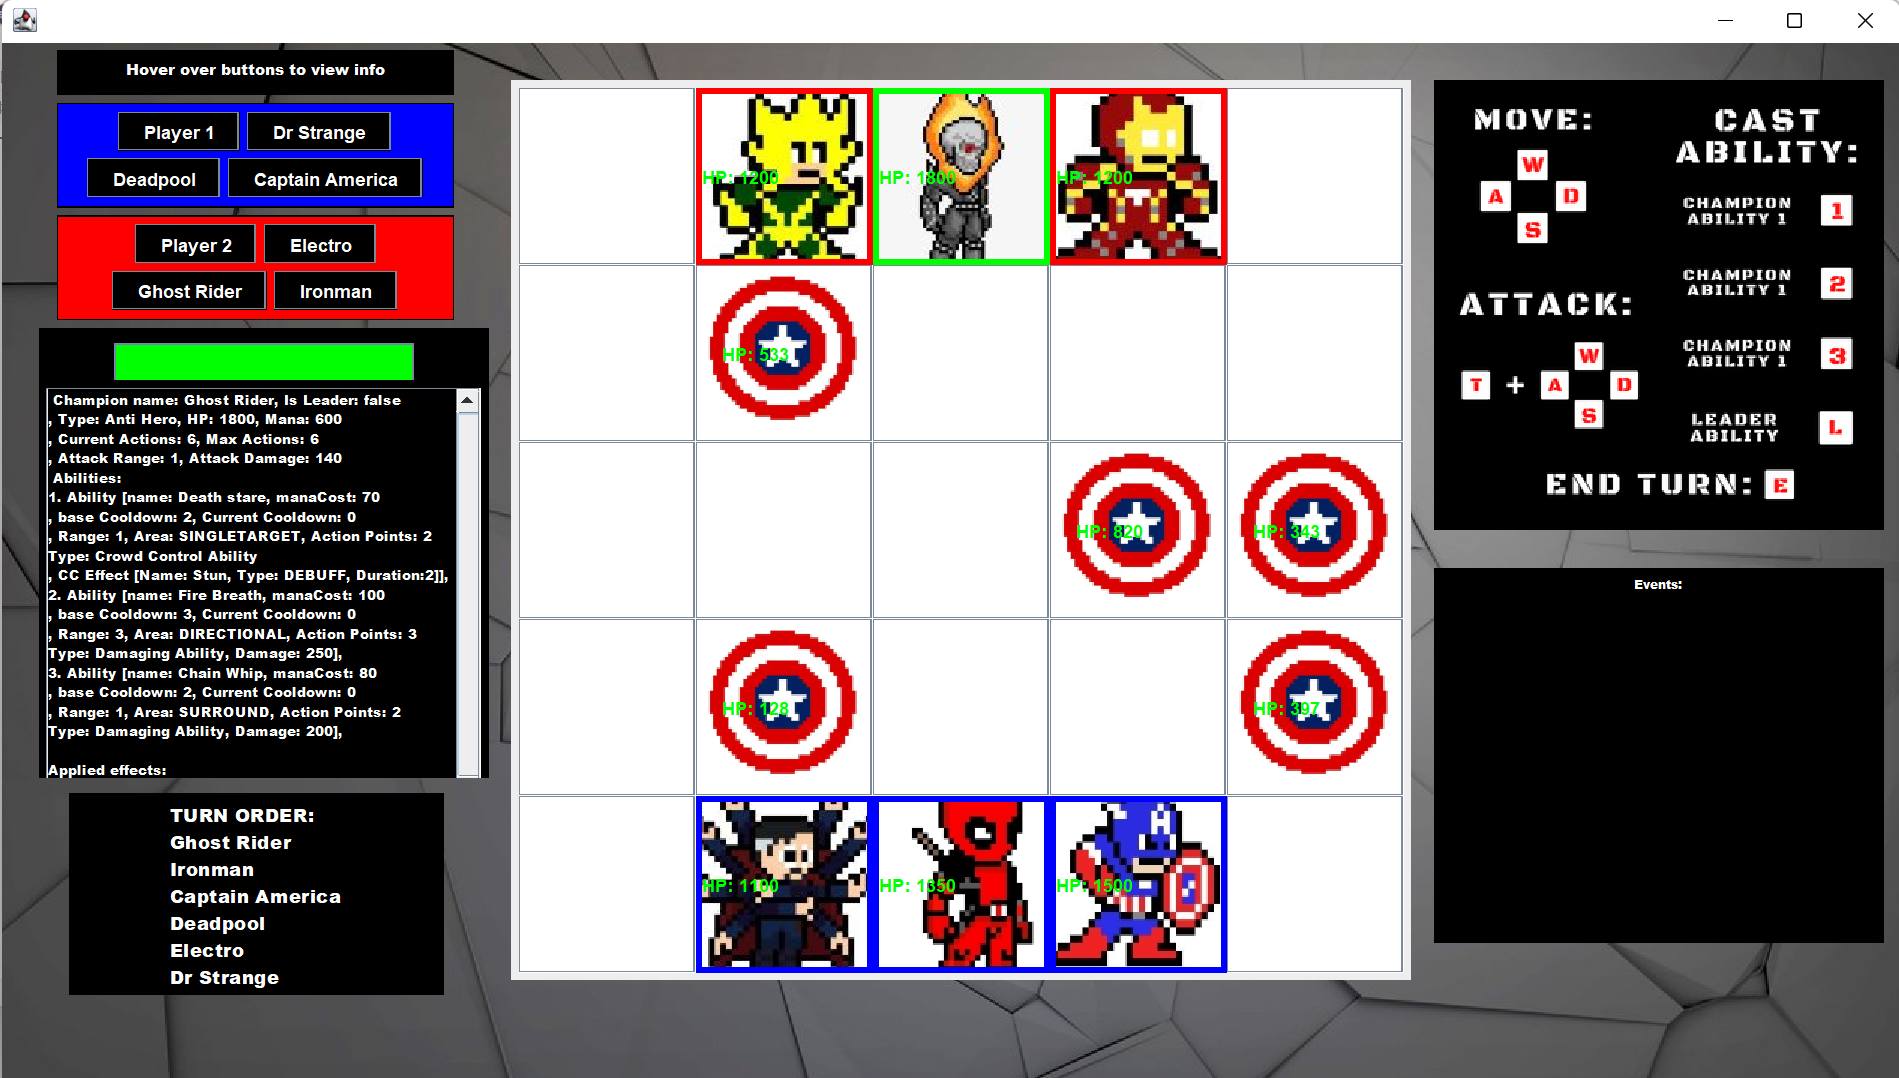 Hover over buttons to view info
Player 1
Dr Strange
Deadpool
Captain America
Player 2
Electro
Ghost Rider
Ironman
Champion name: Ghost Rider, Is Leader: false
, Type: Anti Hero, HP: 1800, Mana: 600
, Current Actions: 6, Max Actions: 6
, Attack Range: 1, Attack Damage: 140
Abilities:
1. Ability [name: Death stare, manaCost: 70
, base Cooldown: 2, Current Cooldown: 0
, Range: 1, Area: SINGLETARGET, Action Points: 2
Type: Crowd Control Ability
, CC Effect [Name: Stun, Type: DEBUFF, Duration:2]],
2. Ability [name: Fire Breath, manaCost: 100
, base Cooldown: 3, Current Cooldown: 0
, Range: 3, Area: DIRECTIONAL, Action Points: 3
Type: Damaging Ability, Damage: 250],
3. Ability [name: Chain Whip, manaCost: 80
, base Cooldown: 2, Current Cooldown: 0
, Range: 1, Area: SURROUND, Action Points: 2
Type: Damaging Ability, Damage: 200],
Applied effects:
TURN ORDER:
Ghost Rider
Ironman
Captain America
Deadpool
Electro
Dr Strange
HP: 1200
HP: 1800
HP: 1200
HP: 533
HP: 820
HP: 343
HP: 128
HP: 397
HP: 1100
HP: 1350
HP: 1500
MOVE:
W
A D
S
ATTACK:
W
T + A D
S
CAST
ABILITY:
CHAMPION
ABILITY 1
1
CHAMPION
ABILITY 1
2
CHAMPION
ABILITY 1
3
LEADER
ABILITY
L
END TURN: E
Events: